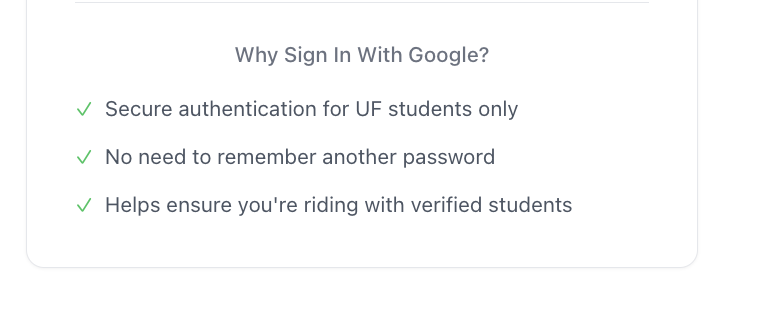 Why Sign In With Google?
Secure authentication for UF students only
No need to remember another password
Helps ensure you're riding with verified students